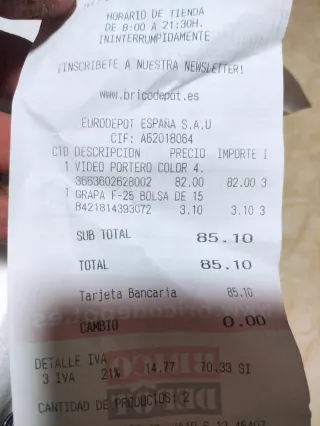 HORARIO DE TIENDA
DE 8:00 A 21:30H.
ININTERRUMPIDAMENTE
¡INSCRIBETE A NUESTRA NEWSLETTER!
www.bricodepot.es
EURODEPOT ESPAÑA S.A.U
CIF: A62018064
CTD DESCRIPCION PRECIO IMPORTE I
1 VIDEO PORTERO COLOR 4.
3663602628002 82.00 82.00 3
1 GRAPA F-25 BOLSA DE 15
8421814393072 3.10 3.10 3
SUB TOTAL 85.10
TOTAL 85.10
Tarjeta Bancaria 85.10
CAMBIO 0.00
DETALLE IVA
3 IVA 21% 14.77 70.33 SI
CANTIDAD DE PRODUCTOS: 2